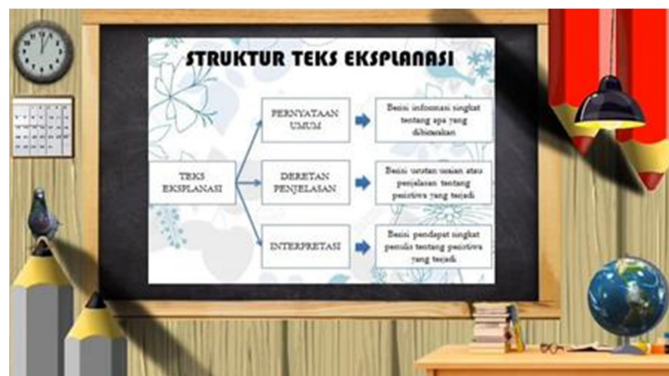 STRUKTUR TEKS EKSPLANASI
PERNYATAAN
UMUM
Berisi informasi singkat
tentang apa yang
dibicarakan
TEKS
EKSPLANASI
DERETAN
PENJELASAN
Berisi urutan uraian atau
penjelasan tentang
peristiwa yang terjadi
INTERPRETASI
Berisi pendapat singkat
penulis tentang peristiwa
yang terjadi